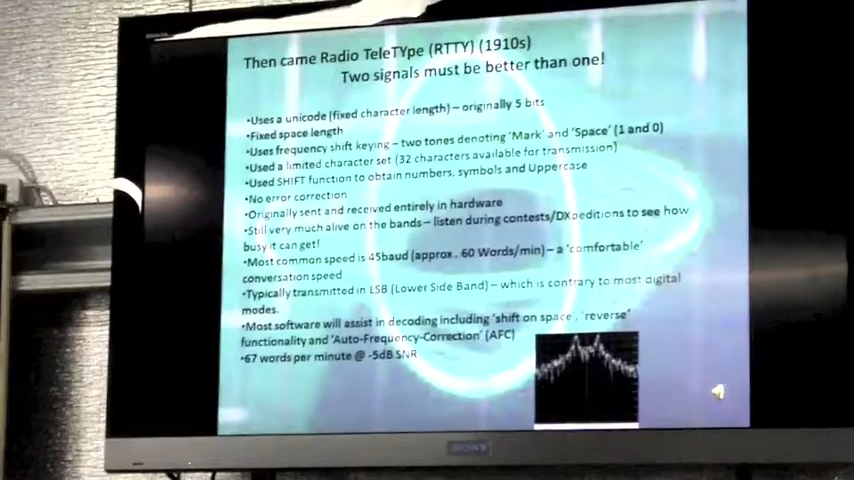 Then came Radio TeleTYpe (RTTY) (1910s)
Two signals must be better than one!
•Uses a unicode (fixed character length) – originally 5 bits
•Fixed space length
•Uses frequency shift keying – two tones denoting 'Mark' and 'Space' (1 and 0)
•Used a limited character set (32 characters available for transmission)
•Used SHIFT function to obtain numbers, symbols and Uppercase
•No error correction
•Originally sent and received entirely in hardware
•Still very much alive on the bands – listen during contests/DXpeditions to see how
busy it can get!
•Most common speed is 45baud (approx. 60 Words/min) – a 'comfortable'
conversation speed
•Typically transmitted in LSB (Lower Side Band) – which is contrary to most digital
modes.
•Most software will assist in decoding including 'shift on space', 'reverse'
functionality and 'Auto-Frequency-Correction' (AFC)
•67 words per minute @ -5dB SNR
SONY